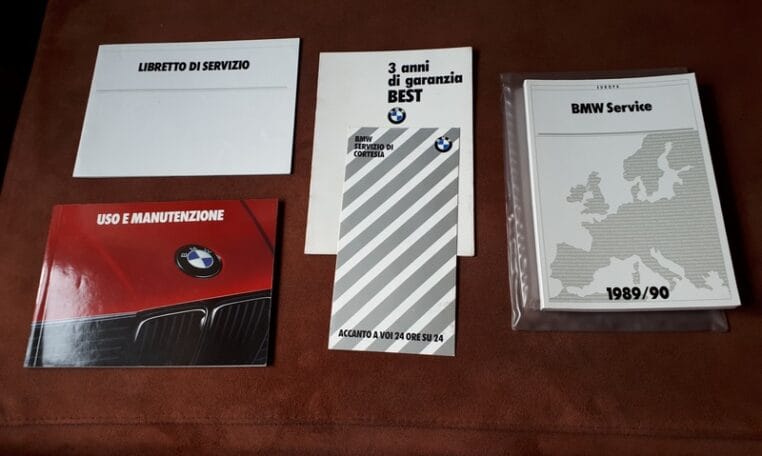 LIBRETTO DI SERVIZIO
3 anni
di garanzia
BEST
BMW
SERVIZIO DI
CORTESIA
ACCANTO A VOI 24 ORE SU 24
EUROPA
BMW Service
1989/90
USO E MANUTENZIONE